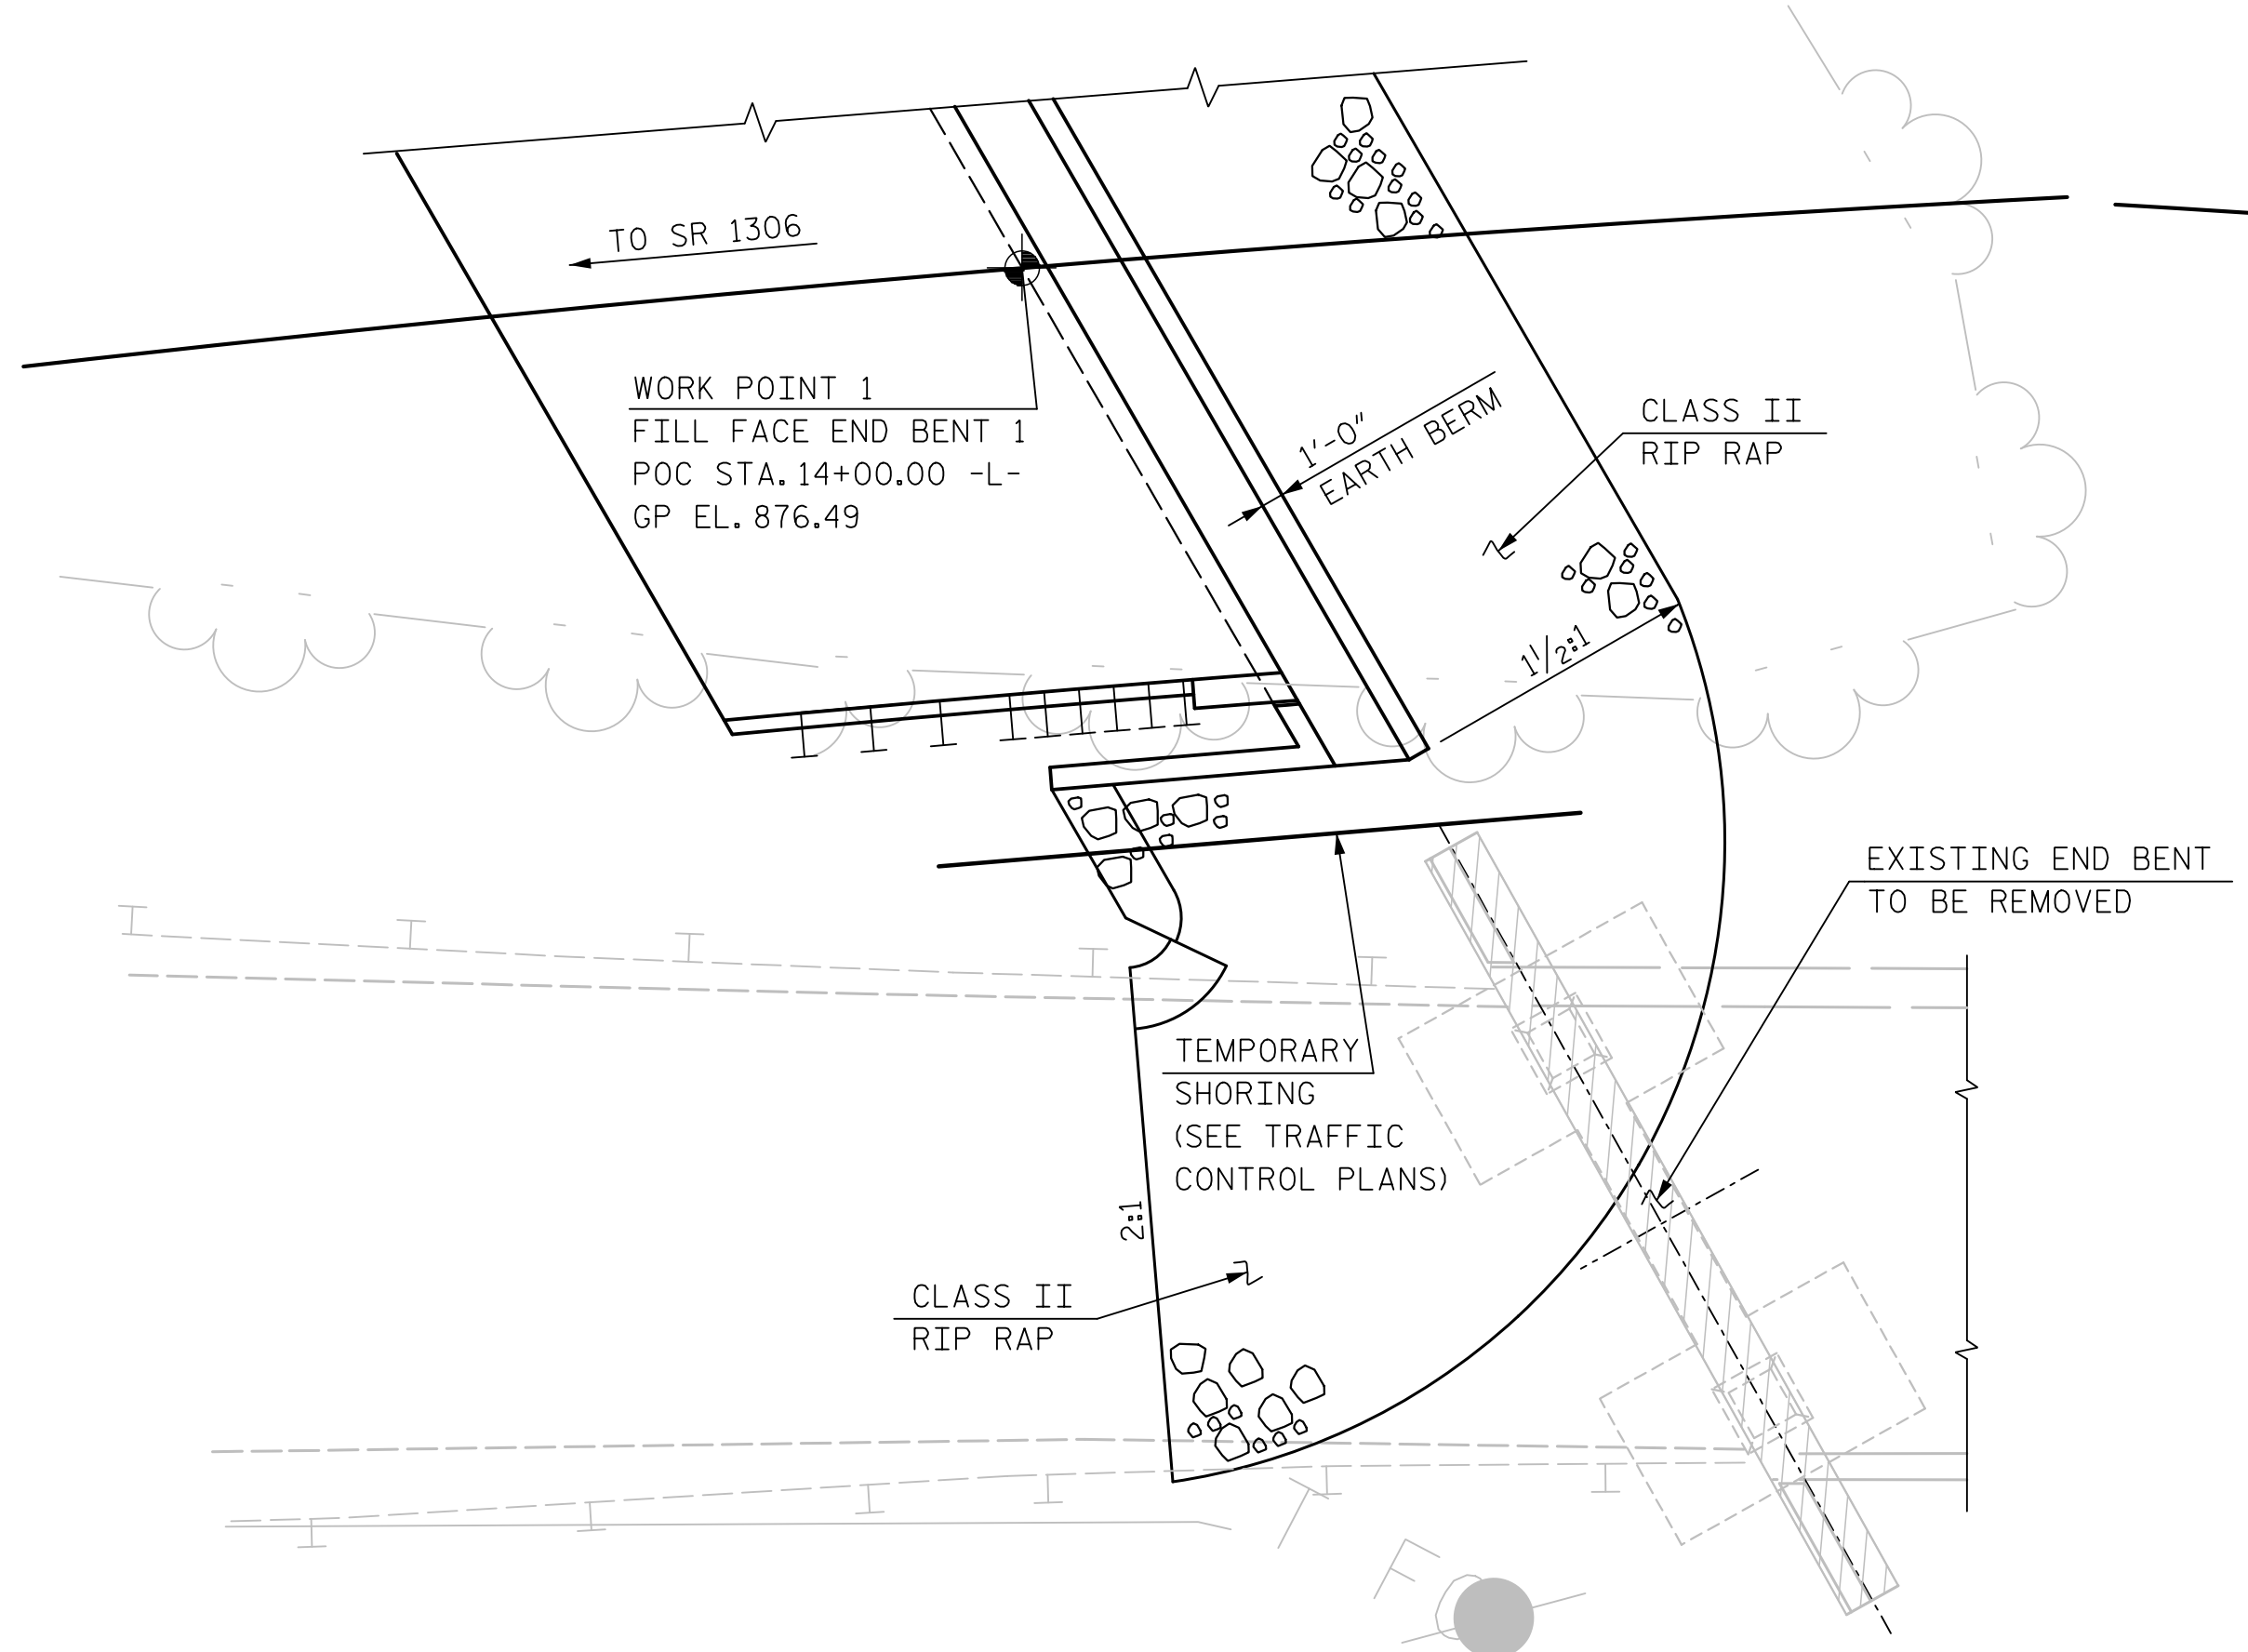 TO SR 1306
WORK POINT 1
FILL FACE END BENT 1
POC STA.14+00.00 -L-
GP EL.876.49
1'-0"
EARTH BERM
CLASS II
RIP RAP
1½:1
EXISTING END BENT
TO BE REMOVED
TEMPORARY
SHORING
(SEE TRAFFIC
CONTROL PLANS)
2:1
CLASS II
RIP RAP
F